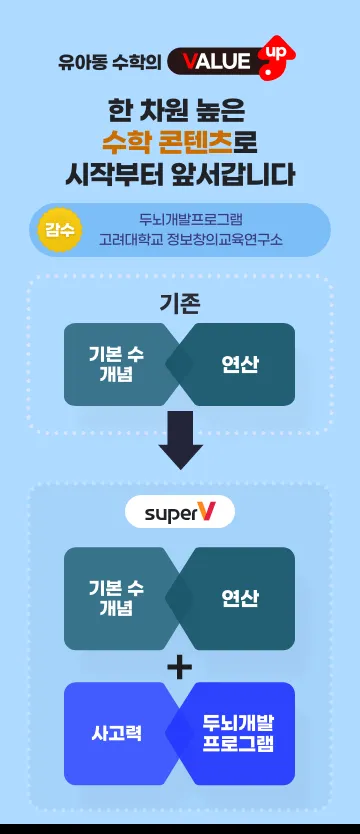 유아동 수학의 VALUE up
한 차원 높은
수학 콘텐츠로
시작부터 앞서갑니다
감수
두뇌개발프로그램
고려대학교 정보창의교육연구소
기존
기본 수
개념
연산
superV
기본 수
개념
연산
+
사고력
두뇌개발
프로그램